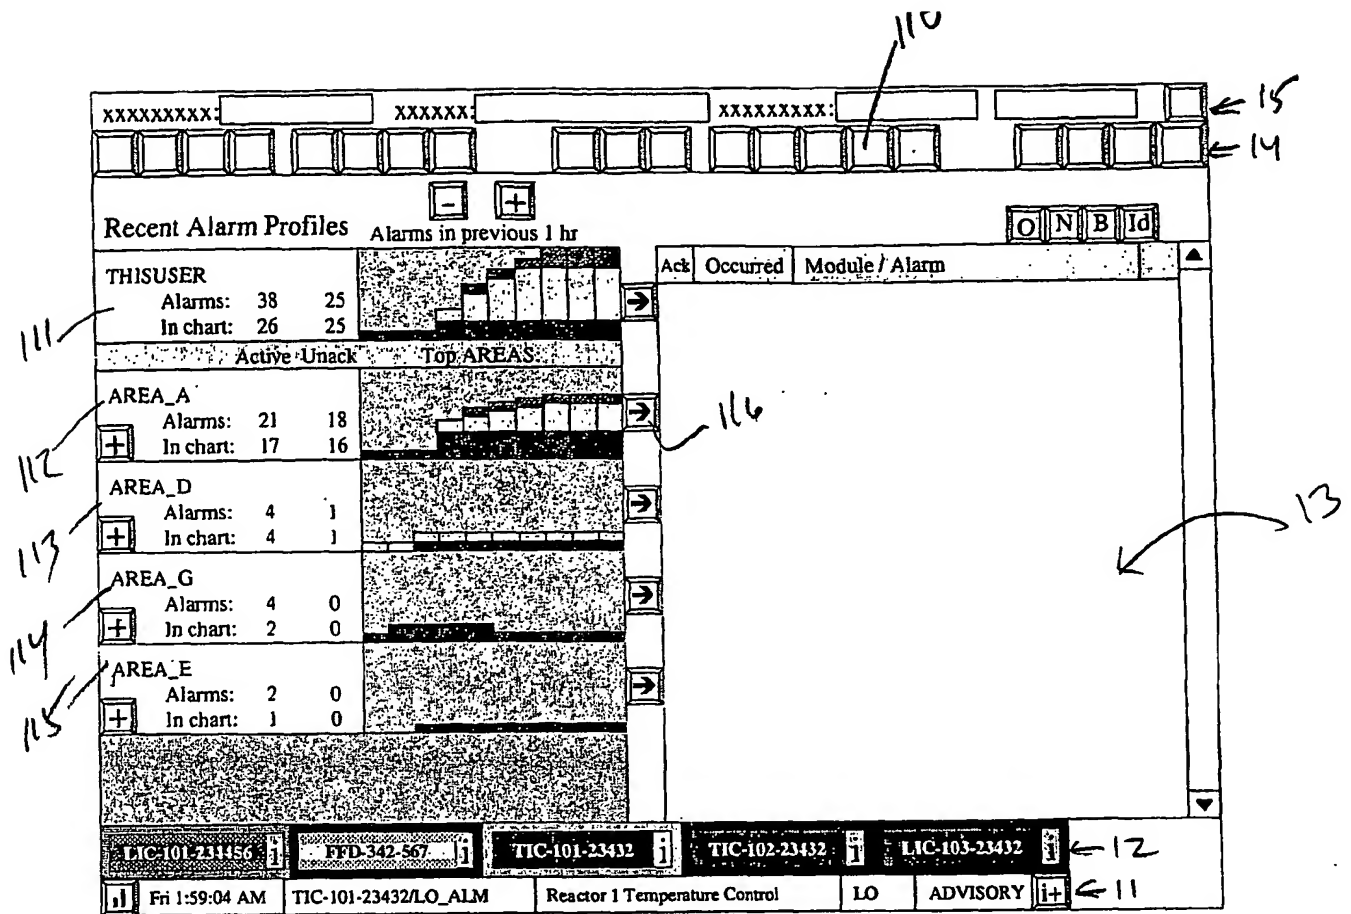 110
xxxxxxxxx: xxxxxx: xxxxxxxxx: 15
14
- +
Recent Alarm Profiles Alarms in previous 1 hr O N B Id
Ack Occurred Module / Alarm
THISUSER
Alarms: 38 25
In chart: 26 25
111
Active Unack Top AREAS
AREA_A
Alarms: 21 18
+ In chart: 17 16
112
116
AREA_D
Alarms: 4 1
+ In chart: 4 1
113
13
AREA_G
Alarms: 4 0
+ In chart: 2 0
114
AREA_E
Alarms: 2 0
+ In chart: 1 0
115
LIC-101-234456 i FFD-342-567 i TIC-101-23432 i TIC-102-23432 i LIC-103-23432 i 12
Fri 1:59:04 AM TIC-101-23432/LO_ALM Reactor 1 Temperature Control LO ADVISORY i+ 11